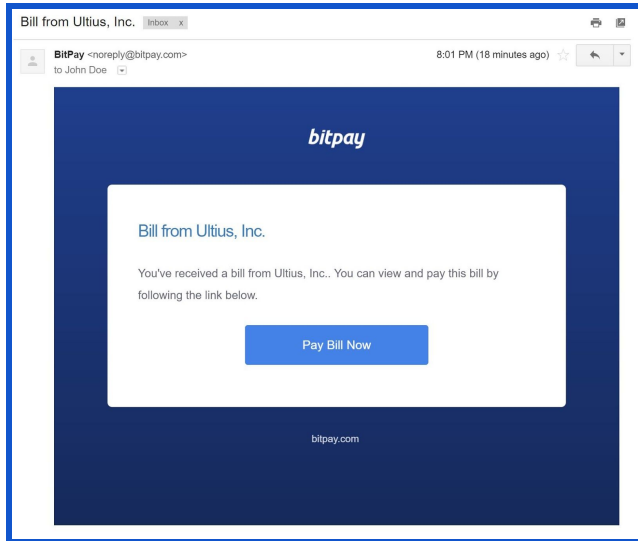 Bill from Ultius, Inc. Inbox x
BitPay <noreply@bitpay.com> 8:01 PM (18 minutes ago)
to John Doe
bitpay
Bill from Ultius, Inc.
You've received a bill from Ultius, Inc.. You can view and pay this bill by
following the link below.
Pay Bill Now
bitpay.com